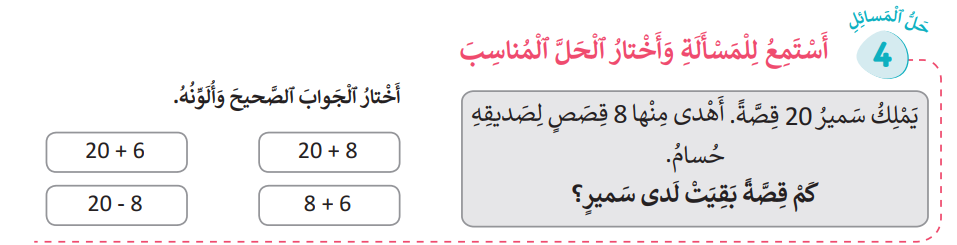 حَلُّ ٱلْمَسائِلِ
4
أَسْتَمِعُ لِلْمَسْأَلَةِ وَأَخْتارُ ٱلْحَلَّ ٱلْمُناسِبَ
يَمْلِكُ سَميرُ 20 قِصَّةً. أَهْدى مِنْها 8 قِصَصٍ لِصَديقِهِ
حُسامُ.
كَمْ قِصَّةً بَقِيَتْ لَدى سَميرٍ؟
أَخْتارُ ٱلْجَوابَ ٱلصَّحيحَ وَأُلَوِّنُهُ.
20 + 8
20 + 6
8 + 6
20 - 8